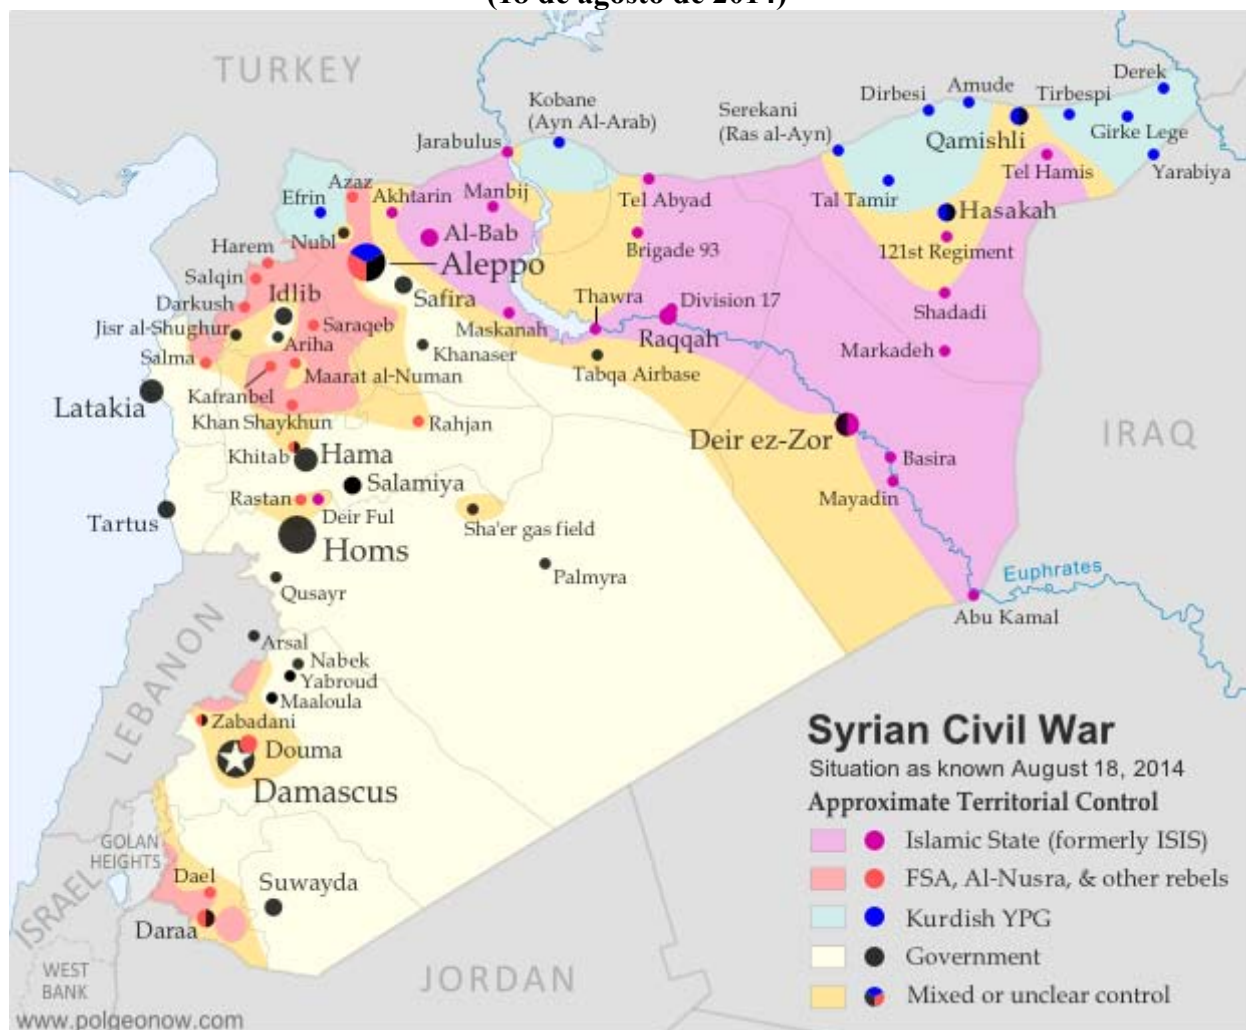 (18 de agosto de 2014)
TURKEY
Kobane
(Ayn Al-Arab)
Jarabulus
Serekani
(Ras al-Ayn)
Dirbesi
Amude
Tirbespi
Derek
Qamishli
Girke Lege
Yarabiya
Tel Hamis
Azaz
Akhtarin
Manbij
Tel Abyad
Tal Tamir
Hasakah
Efrin
Nubl
Al-Bab
Brigade 93
121st Regiment
Harem
Aleppo
Salqin
Safira
Thawra
Division 17
Shadadi
Darkush
Idlib
Saraqeb
Maskanah
Raqqah
Jisr al-Shughur
Ariha
Khanaser
Markadeh
Salma
Maarat al-Numan
Tabqa Airbase
Kafranbel
Latakia
Khan Shaykhun
Rahjan
Deir ez-Zor
IRAQ
Khitab
Hama
Basira
Salamiya
Mayadin
Rastan
Tartus
Deir Ful
Sha'er gas field
Homs
Palmyra
Euphrates
Qusayr
Abu Kamal
LEBANON
Arsal
Nabek
Yabroud
Maaloula
Zabadani
Douma
Damascus
GOLAN
HEIGHTS
ISRAEL
Dael
Suwayda
Daraa
WEST
BANK
JORDAN
www.polgeonow.com
Syrian Civil War
Situation as known August 18, 2014
Approximate Territorial Control
Islamic State (formerly ISIS)
FSA, Al-Nusra, & other rebels
Kurdish YPG
Government
Mixed or unclear control